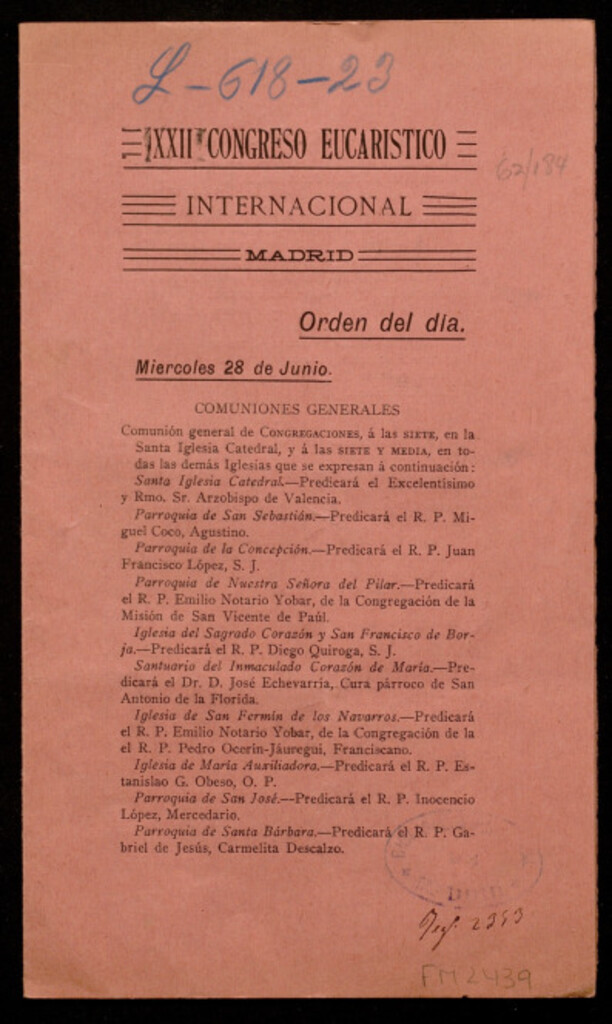 L-618-23
XXII CONGRESO EUCARISTICO
62/184
INTERNACIONAL
MADRID
Orden del día.
Miercoles 28 de Junio.
COMUNIONES GENERALES
Comunión general de CONGREGACIONES, á las SIETE, en la
Santa Iglesia Catedral, y á las SIETE Y MEDIA, en to-
das las demás Iglesias que se expresan á continuación:
Santa Iglesia Catedral.—Predicará el Excelentísimo
y Rmo. Sr. Arzobispo de Valencia.
Parroquia de San Sebastián.—Predicará el R. P. Mi-
guel Coco, Agustino.
Parroquia de la Concepción.—Predicará el R. P. Juan
Francisco López, S. J.
Parroquia de Nuestra Señora del Pilar.—Predicará
el R. P. Emilio Notario Yobar, de la Congregación de la
Misión de San Vicente de Paúl.
Iglesia del Sagrado Corazón y San Francisco de Bor-
ja.—Predicará el R. P. Diego Quiroga, S. J.
Santuario del Inmaculado Corazón de María.—Pre-
dicará el Dr. D. José Echevarría, Cura párroco de San
Antonio de la Florida.
Iglesia de San Fermín de los Navarros.—Predicará
el R. P. Emilio Notario Yobar, de la Congregación de la
el R. P. Pedro Ocerin-Jáuregui, Franciscano.
Iglesia de María Auxiliadora.—Predicará el R. P. Es-
tanislao G. Obeso, O. P.
Parroquia de San José.—Predicará el R. P. Inocencio
López, Mercedario.
Parroquia de Santa Bárbara.—Predicará el R. P. Ga-
briel de Jesús, Carmelita Descalzo.
2353
FM2439